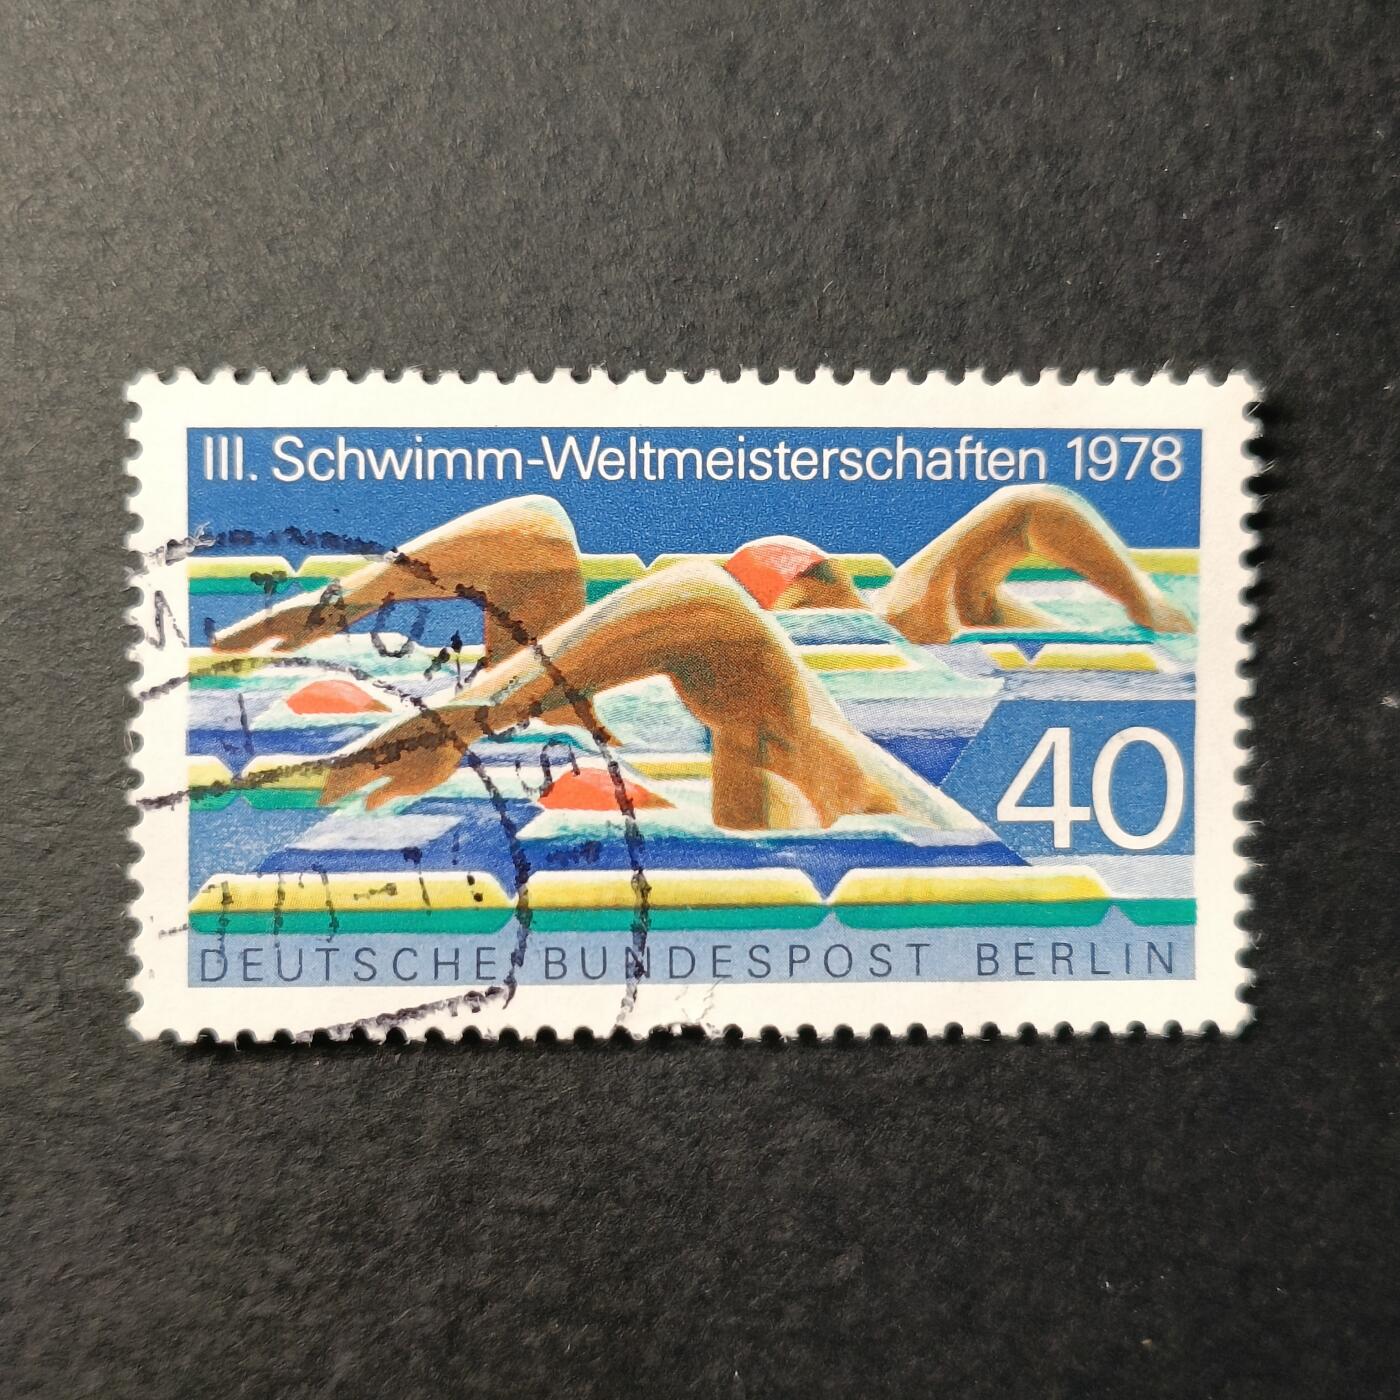 III. Schwimm-Weltmeisterschaften 1978
40
DEUTSCHE BUNDESPOST BERLIN